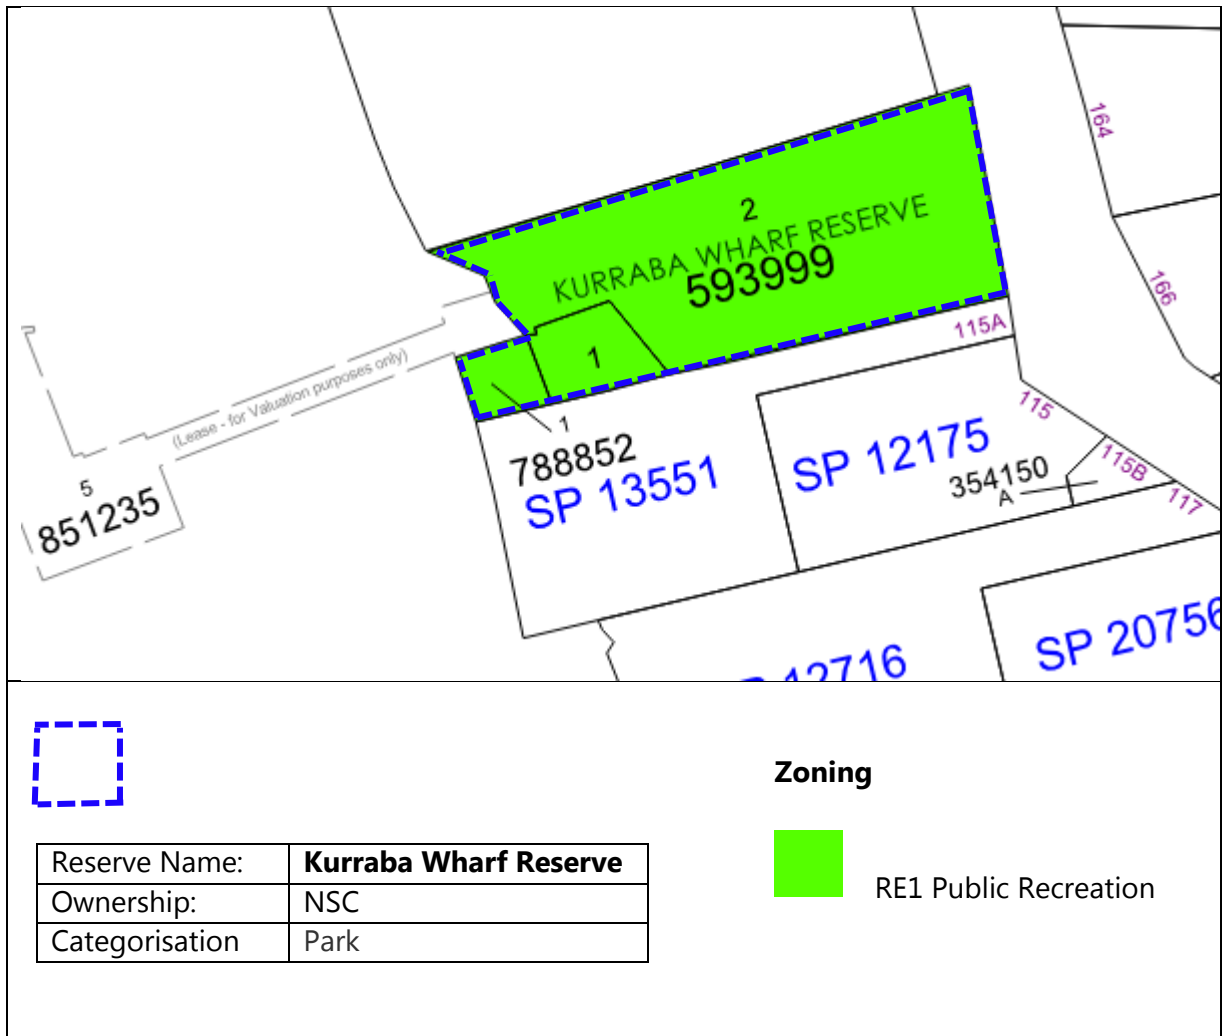 164
2
KURRABA WHARF RESERVE
593999
166
115A
1
(Lease - for Valuation purposes only)
115
1
788852
SP 13551
SP 12175
115B
354150
A
117
5
851235
SP 20756
12716
Zoning
Reserve Name: Kurraba Wharf Reserve
Ownership: NSC
Categorisation Park
RE1 Public Recreation